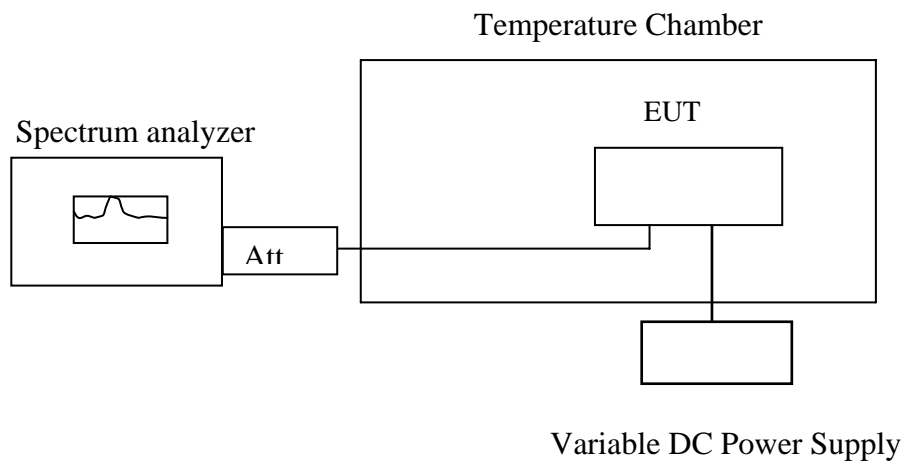 Temperature Chamber
EUT
Spectrum analyzer
Att
Variable DC Power Supply